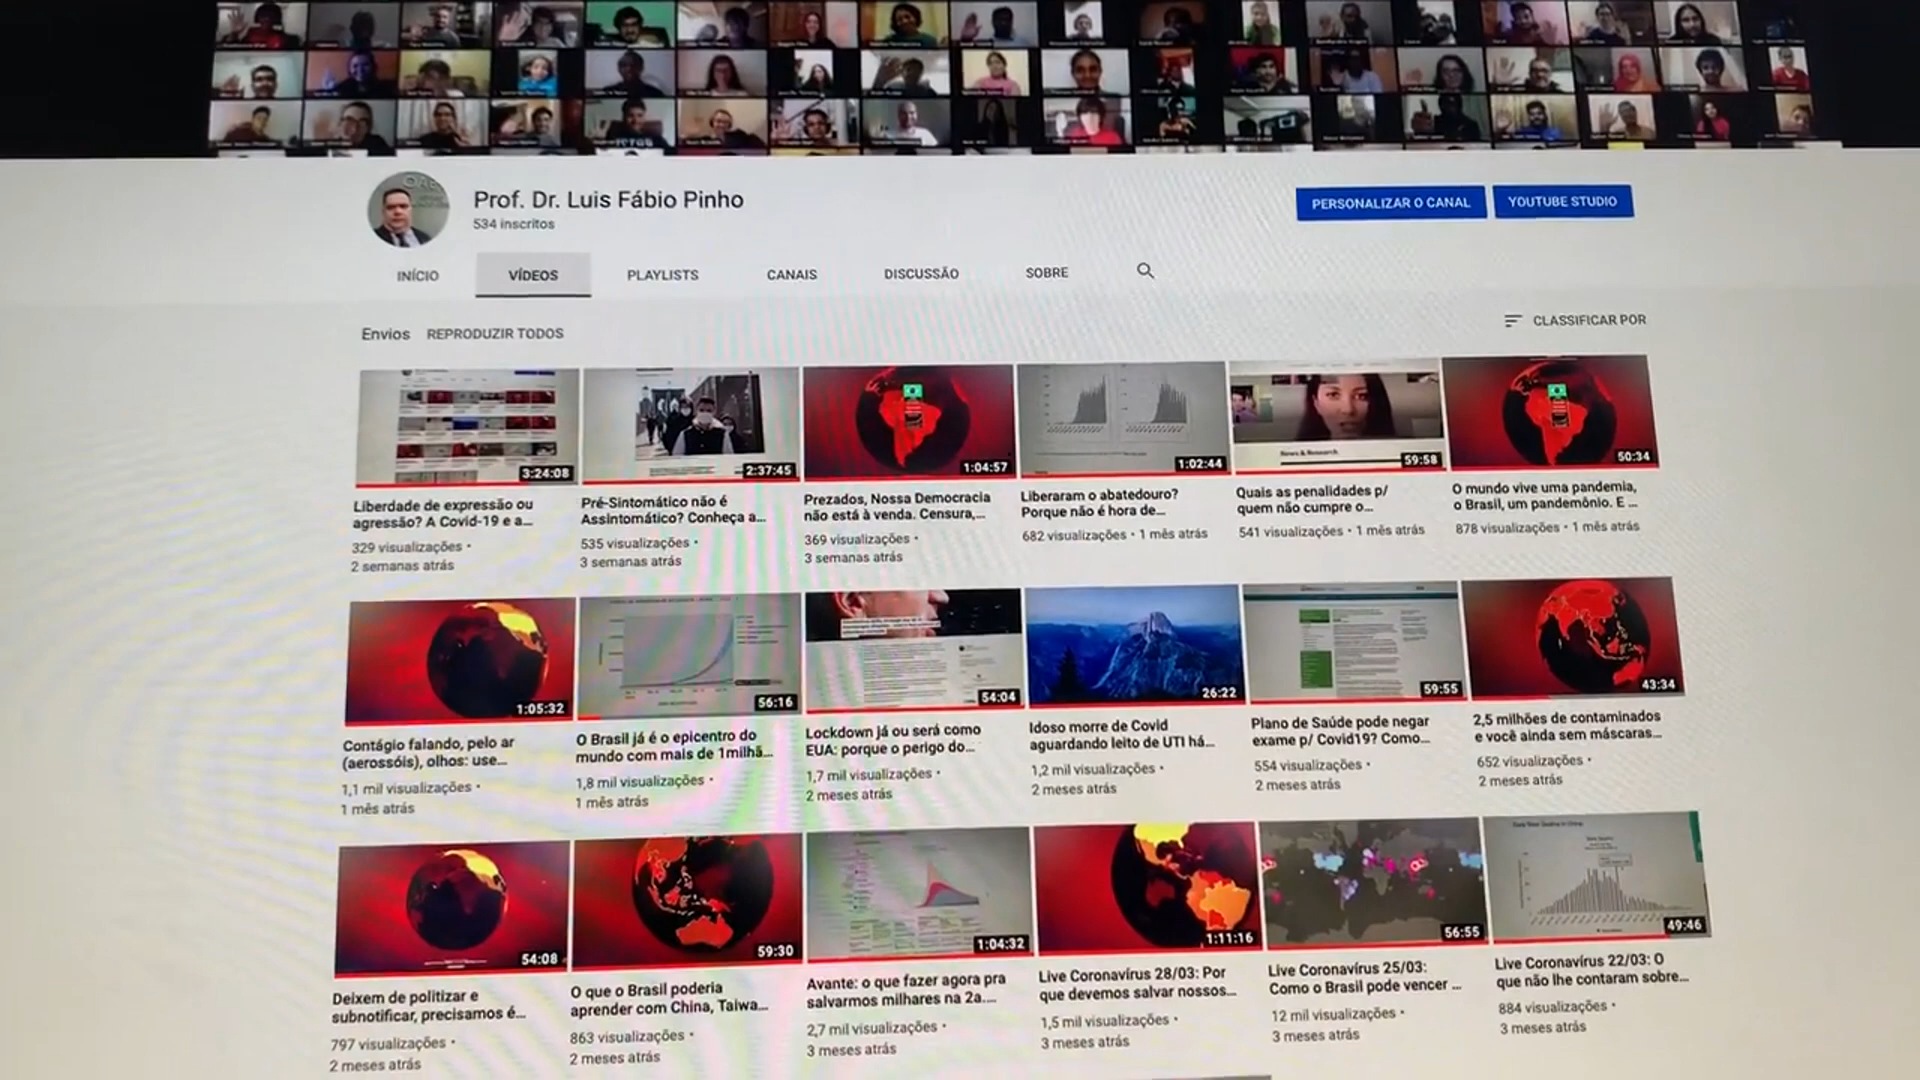 Prof. Dr. Luis Fábio Pinho
534 inscritos
PERSONALIZAR O CANAL
YOUTUBE STUDIO
INÍCIO
VÍDEOS
PLAYLISTS
CANAIS
DISCUSSÃO
SOBRE
Envios
REPRODUZIR TODOS
CLASSIFICAR POR
3:24:08
Liberdade de expressão ou
agressão? A Covid-19 e a...
329 visualizações •
2 semanas atrás
2:37:45
Pré-Sintomático não é
Assintomático? Conheça a...
535 visualizações •
3 semanas atrás
1:04:57
Prezados, Nossa Democracia
não está à venda. Censura,...
369 visualizações •
3 semanas atrás
1:02:44
Liberaram o abatedouro?
Porque não é hora de...
682 visualizações • 1 mês atrás
News & Research
59:58
Quais as penalidades p/
quem não cumpre o...
541 visualizações • 1 mês atrás
50:34
O mundo vive uma pandemia,
o Brasil, um pandemônio. E ...
878 visualizações • 1 mês atrás
1:05:32
Contágio falando, pelo ar
(aerossóis), olhos: use...
1,1 mil visualizações •
1 mês atrás
56:16
O Brasil já é o epicentro do
mundo com mais de 1milhã...
1,8 mil visualizações •
1 mês atrás
54:04
Lockdown já ou será como
EUA: porque o perigo do...
1,7 mil visualizações •
2 meses atrás
26:22
Idoso morre de Covid
aguardando leito de UTI há...
1,2 mil visualizações •
2 meses atrás
59:55
Plano de Saúde pode negar
exame p/ Covid19? Como...
554 visualizações •
2 meses atrás
43:34
2,5 milhões de contaminados
e você ainda sem máscaras...
652 visualizações •
2 meses atrás
54:08
Deixem de politizar e
subnotificar, precisamos é...
797 visualizações •
2 meses atrás
59:30
O que o Brasil poderia
aprender com China, Taiwa...
863 visualizações •
2 meses atrás
1:04:32
Avante: o que fazer agora pra
salvarmos milhares na 2a....
2,7 mil visualizações •
3 meses atrás
1:11:16
Live Coronavírus 28/03: Por
que devemos salvar nossos...
1,5 mil visualizações •
3 meses atrás
56:55
Live Coronavírus 25/03:
Como o Brasil pode vencer ...
12 mil visualizações •
3 meses atrás
49:46
Live Coronavírus 22/03: O
que não lhe contaram sobre...
884 visualizações •
3 meses atrás